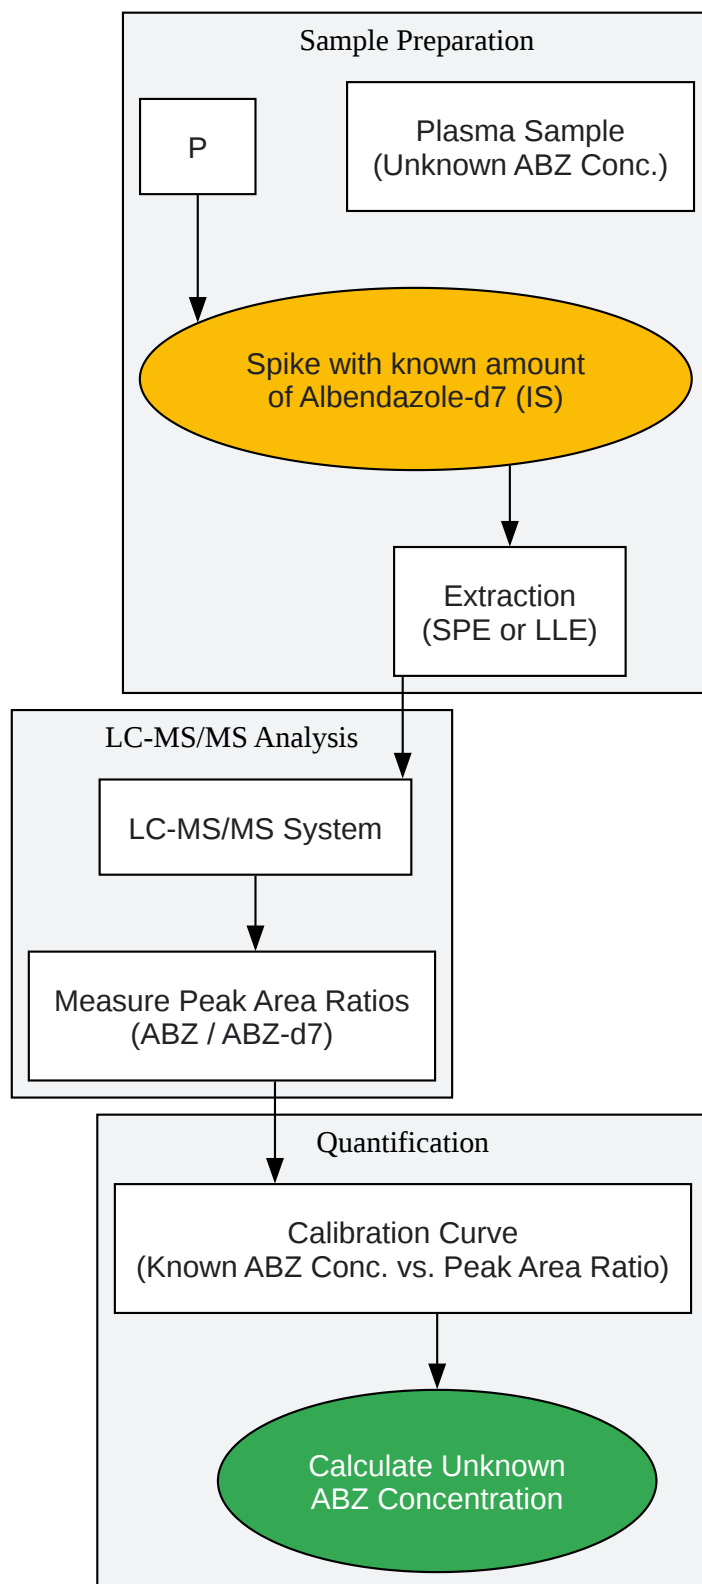 Sample Preparation
P
Plasma Sample
(Unknown ABZ Conc.)
Spike with known amount
of Albendazole-d7 (IS)
Extraction
(SPE or LLE)
LC-MS/MS Analysis
LC-MS/MS System
Measure Peak Area Ratios
(ABZ / ABZ-d7)
Quantification
Calibration Curve
(Known ABZ Conc. vs. Peak Area Ratio)
Calculate Unknown
ABZ Concentration